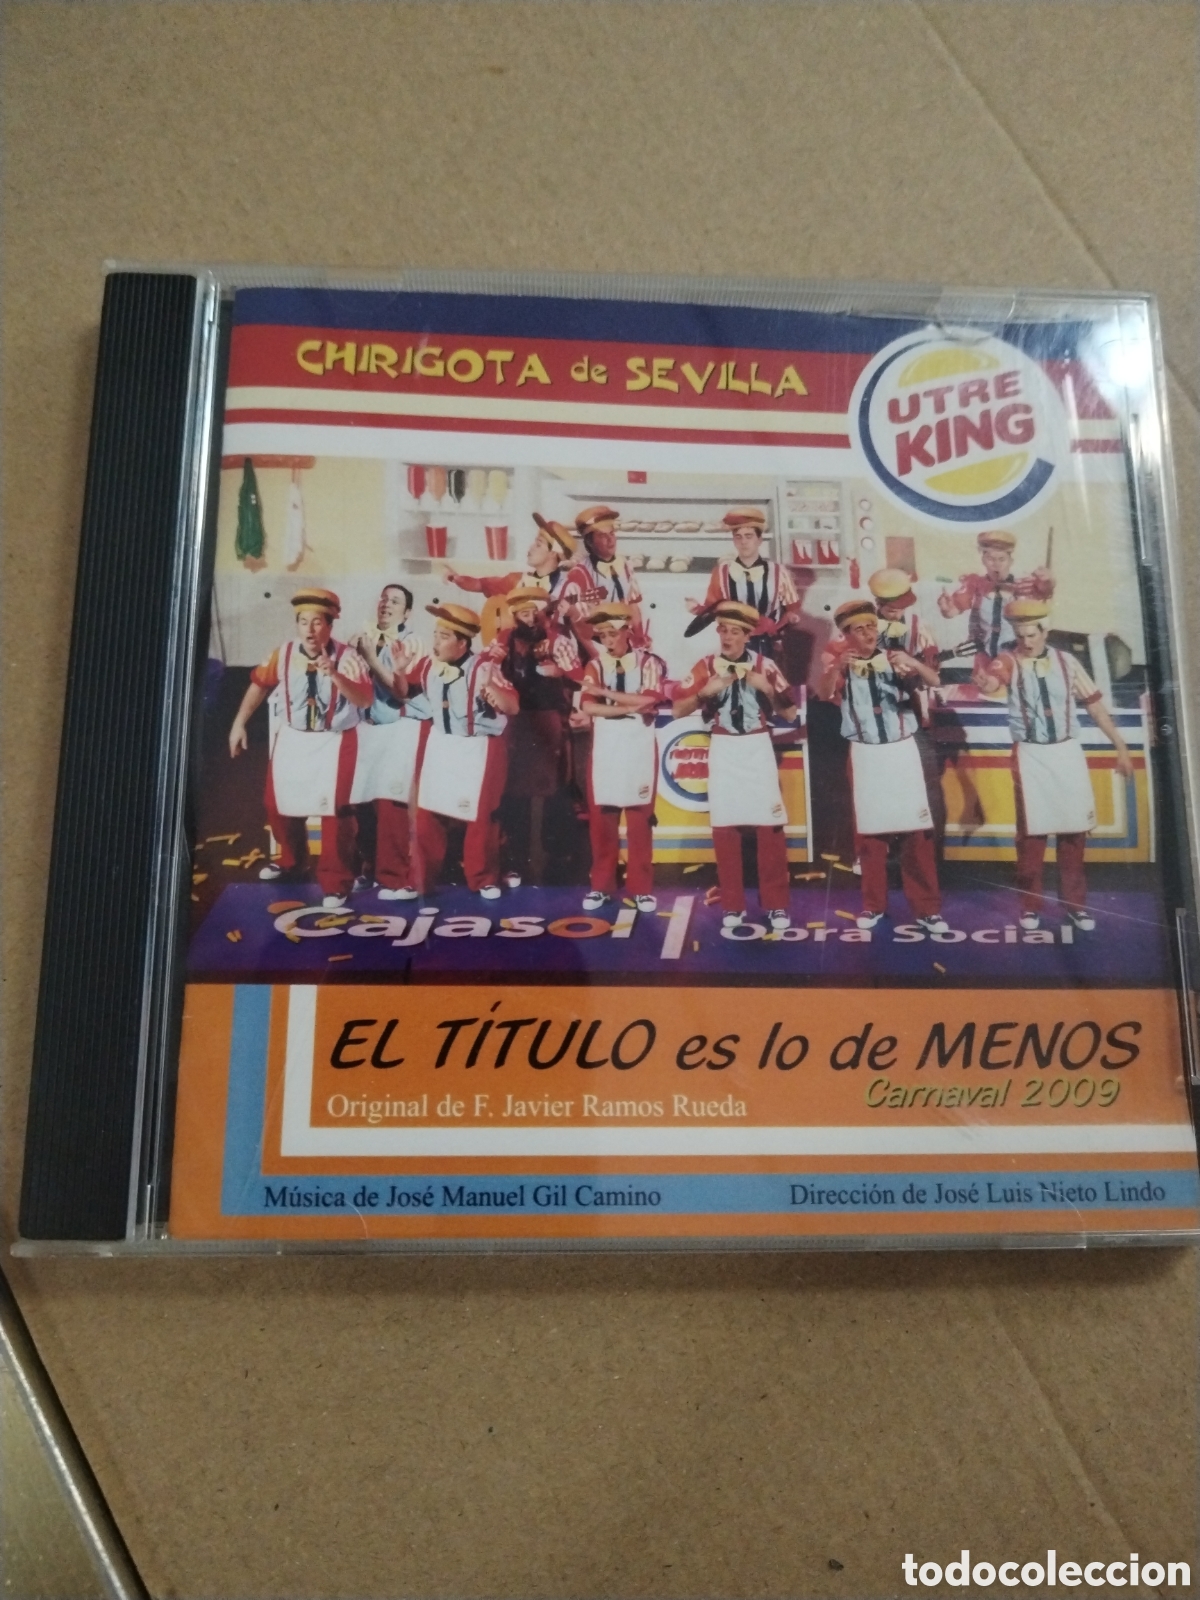 CHIRIGOTA de SEVILLA
UTRE
KING
Cajasol | Obra Social
EL TÍTULO es lo de MENOS
Carnaval 2009
Original de F. Javier Ramos Rueda
Música de José Manuel Gil Camino
Dirección de José Luis Nieto Lindo
todocoleccion